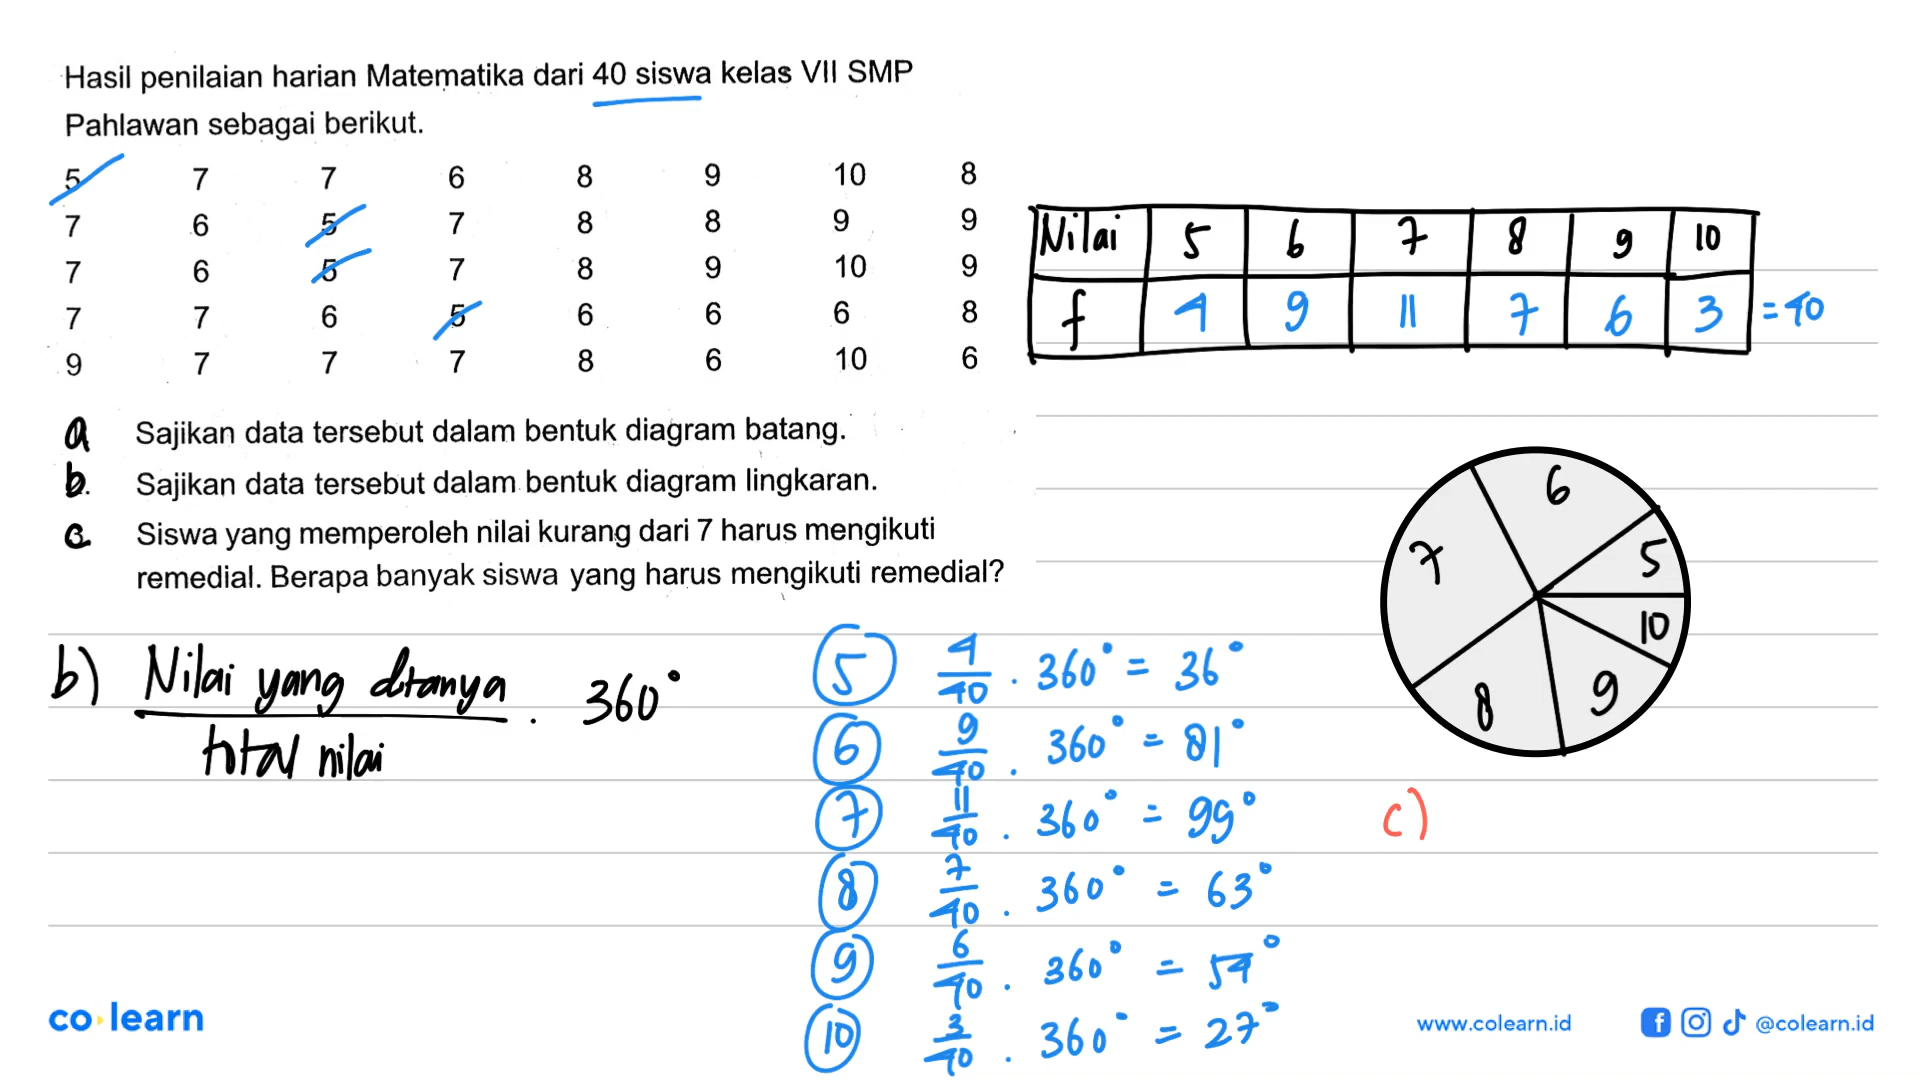 Hasil penilaian harian Matematika dari 40 siswa kelas VII SMP
Pahlawan sebagai berikut.
5 7 7 6 8 9 10 8
7 6 5 7 8 8 9 9
7 6 5 7 8 9 10 9
7 7 6 5 6 6 6 8
9 7 7 7 8 6 10 6
Nilai 5 6 7 8 9 10
f 4 9 11 7 6 3 = 40
a Sajikan data tersebut dalam bentuk diagram batang.
b. Sajikan data tersebut dalam bentuk diagram lingkaran.
c Siswa yang memperoleh nilai kurang dari 7 harus mengikuti
remedial. Berapa banyak siswa yang harus mengikuti remedial?
6
7
5
10
8
9
b) Nilai yang ditanya / total nilai . 360°
5 4/40 . 360° = 36°
6 9/40 . 360° = 81°
7 11/40 . 360° = 99°
8 7/40 . 360° = 63°
9 6/40 . 360° = 54°
10 3/40 . 360° = 27°
c)
co learn
www.colearn.id
@colearn.id